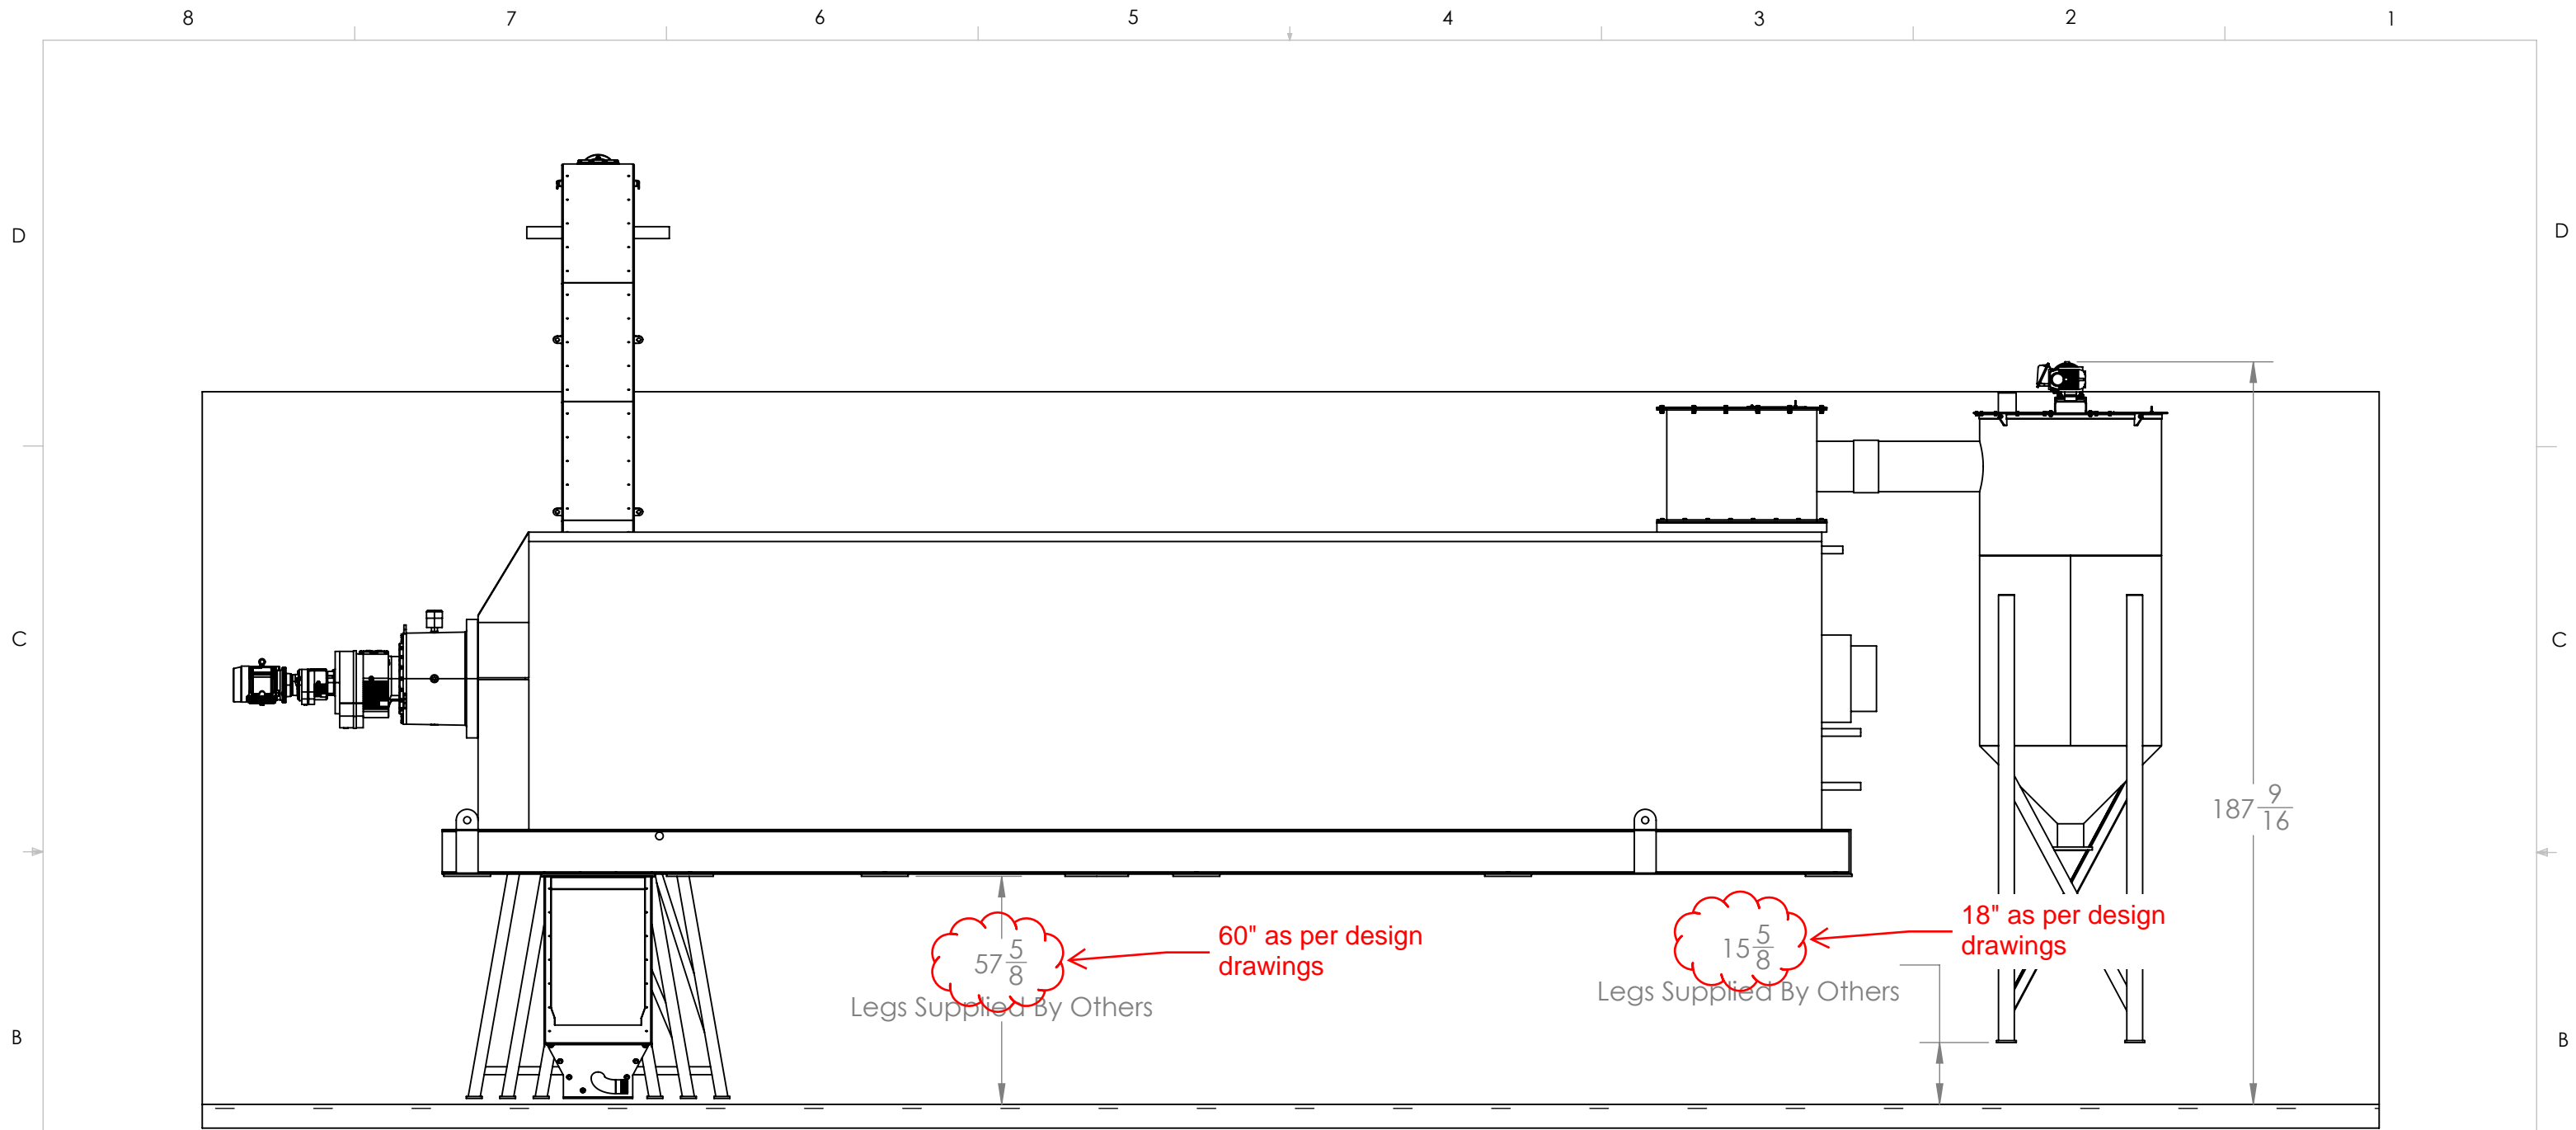 8 7 6 5 4 3 2 1
D D
C C
187 9/16
60" as per design
drawings
57 5/8
Legs Supplied By Others
18" as per design
drawings
15 5/8
Legs Supplied By Others
B B